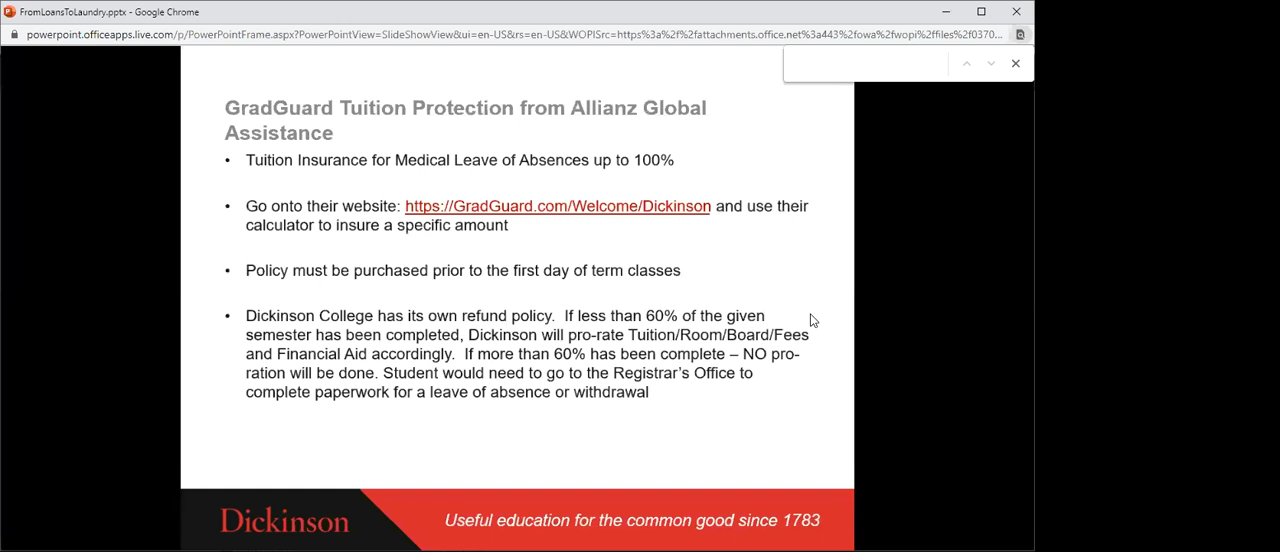 FromLoansToLaundry.pptx - Google Chrome
powerpoint.officeapps.live.com/p/PowerPointFrame.aspx?PowerPointView=SlideShowView&ui=en-US&rs=en-US&WOPISrc=https%3a%2f%2fattachments.office.net%3a443%2fowa%2fwopi%2ffiles%2f0370...
GradGuard Tuition Protection from Allianz Global
Assistance
• Tuition Insurance for Medical Leave of Absences up to 100%
• Go onto their website: https://GradGuard.com/Welcome/Dickinson and use their
calculator to insure a specific amount
• Policy must be purchased prior to the first day of term classes
• Dickinson College has its own refund policy.  If less than 60% of the given
semester has been completed, Dickinson will pro-rate Tuition/Room/Board/Fees
and Financial Aid accordingly.  If more than 60% has been complete – NO pro-
ration will be done. Student would need to go to the Registrar's Office to
complete paperwork for a leave of absence or withdrawal
Dickinson
Useful education for the common good since 1783